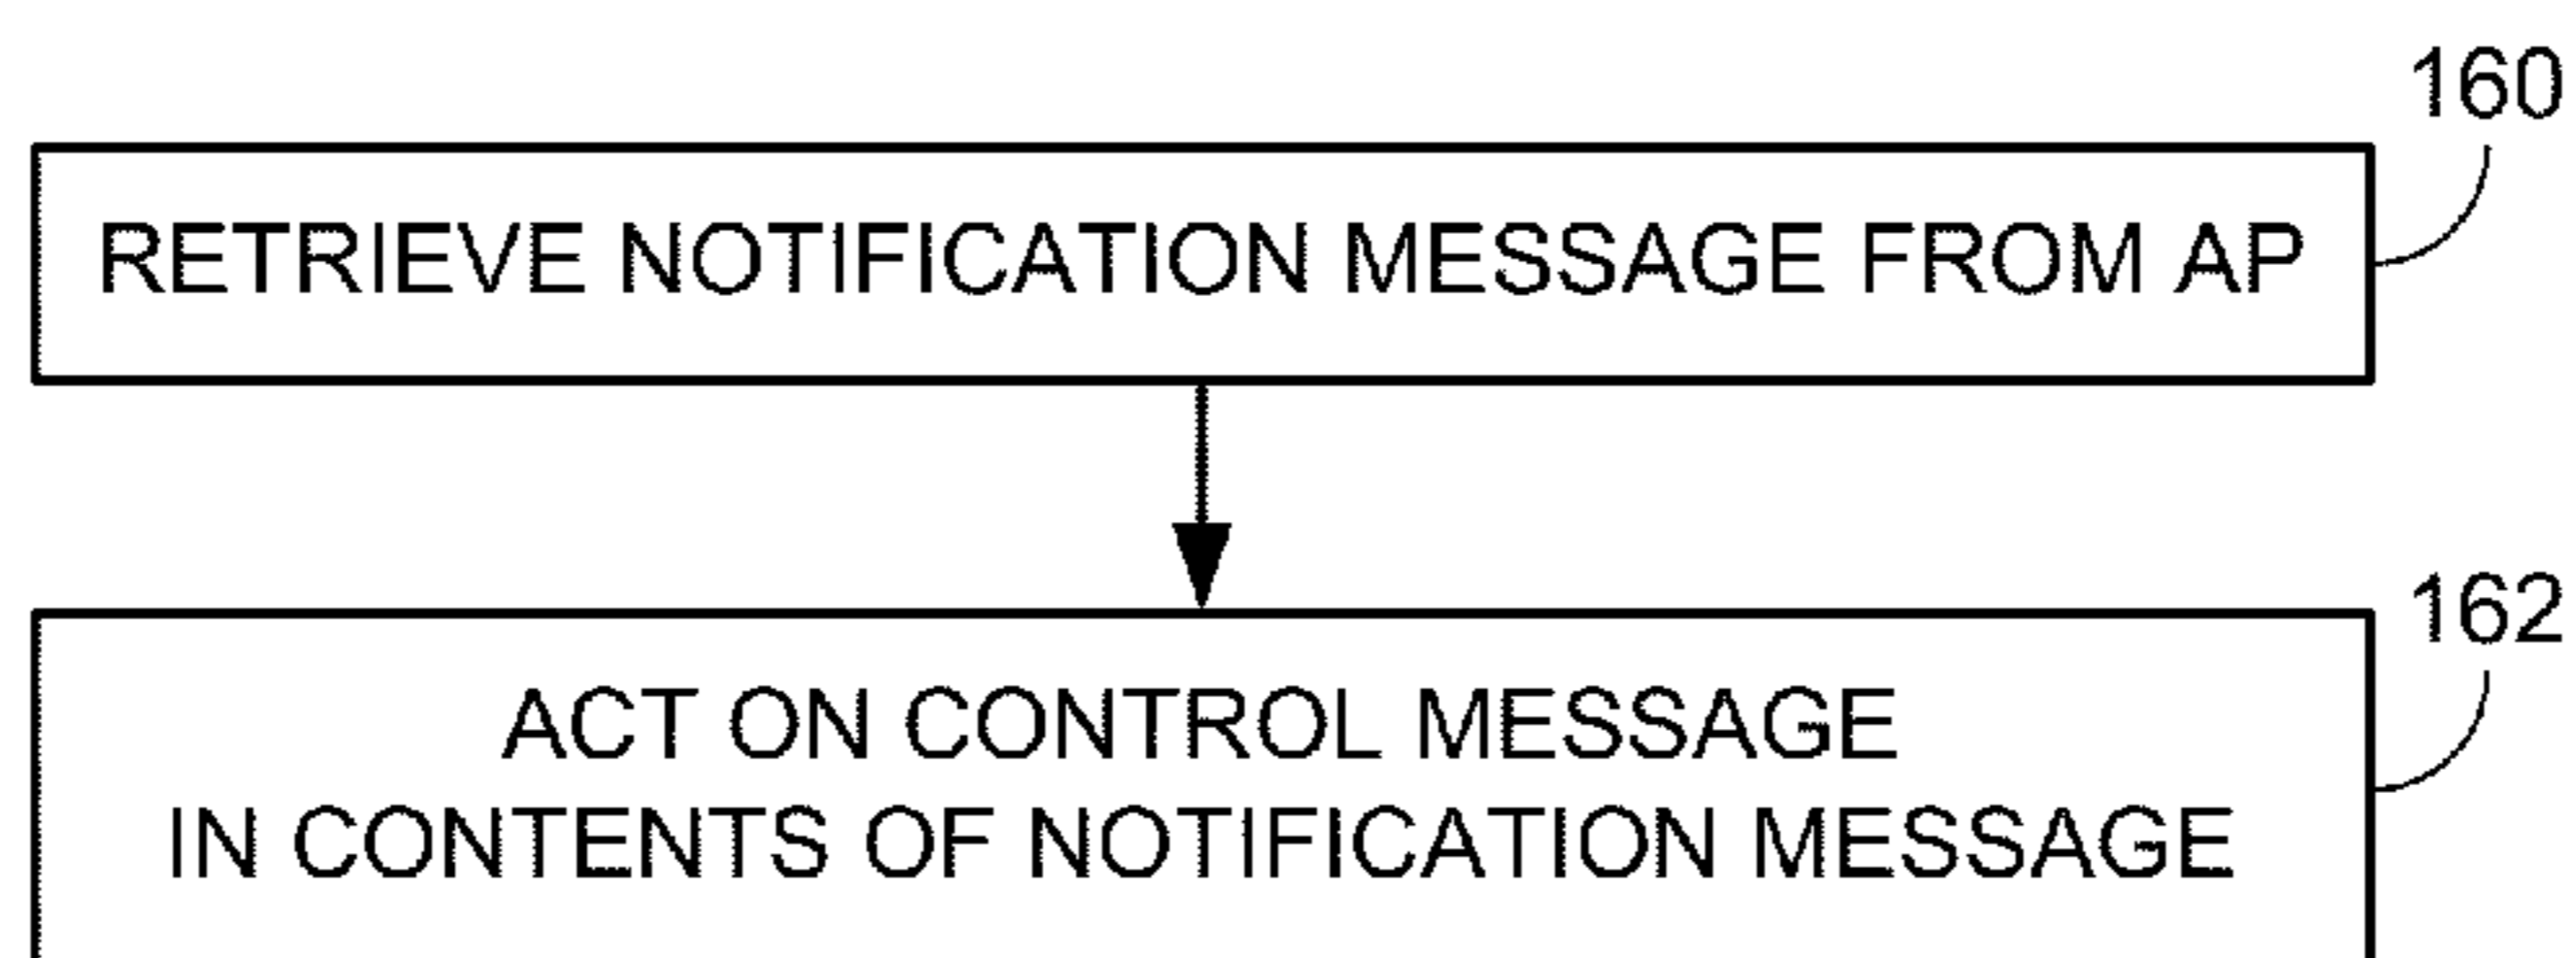 160
RETRIEVE NOTIFICATION MESSAGE FROM AP
162
ACT ON CONTROL MESSAGE
IN CONTENTS OF NOTIFICATION MESSAGE